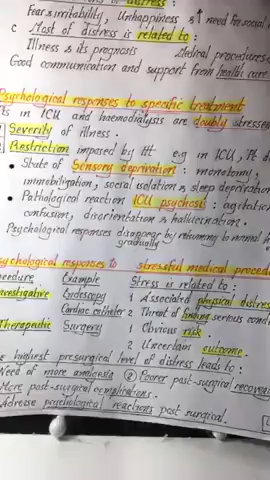 distress :
Fear & irritability, Unhappiness & ↑ need for social
c Most of distress is related to :
Illness & its prognosis Medical procedures
Good communication and support from health care
Psychological responses to specific treatment
Pts in ICU and haemodialysis are doubly stressed
Severity of illness.
Restriction imposed by ttt e.g in ICU,
• State of Sensory deprivation : monotomy,
immobilization, social isolation & sleep deprivation
• Pathological reaction ICU psychosis : agitation
confusion, disorientation & hallucination.
Psychological responses disappear by returning to normal
gradually
Psychological responses to stressful medical procedures
Procedure Example Stress is related to :
Investigative Endoscopy 1 Associated physical distress
Cardiac catheter 2 Threat of finding serious cond
Therapeutic Surgery 1 Obvious risk
2 Uncertain outcome.
highest presurgical level of distress leads to :
Need of more analgesia ② Poorer post-surgical recovery
More post-surgical complications.
Adverse psychological reactions post surgical.